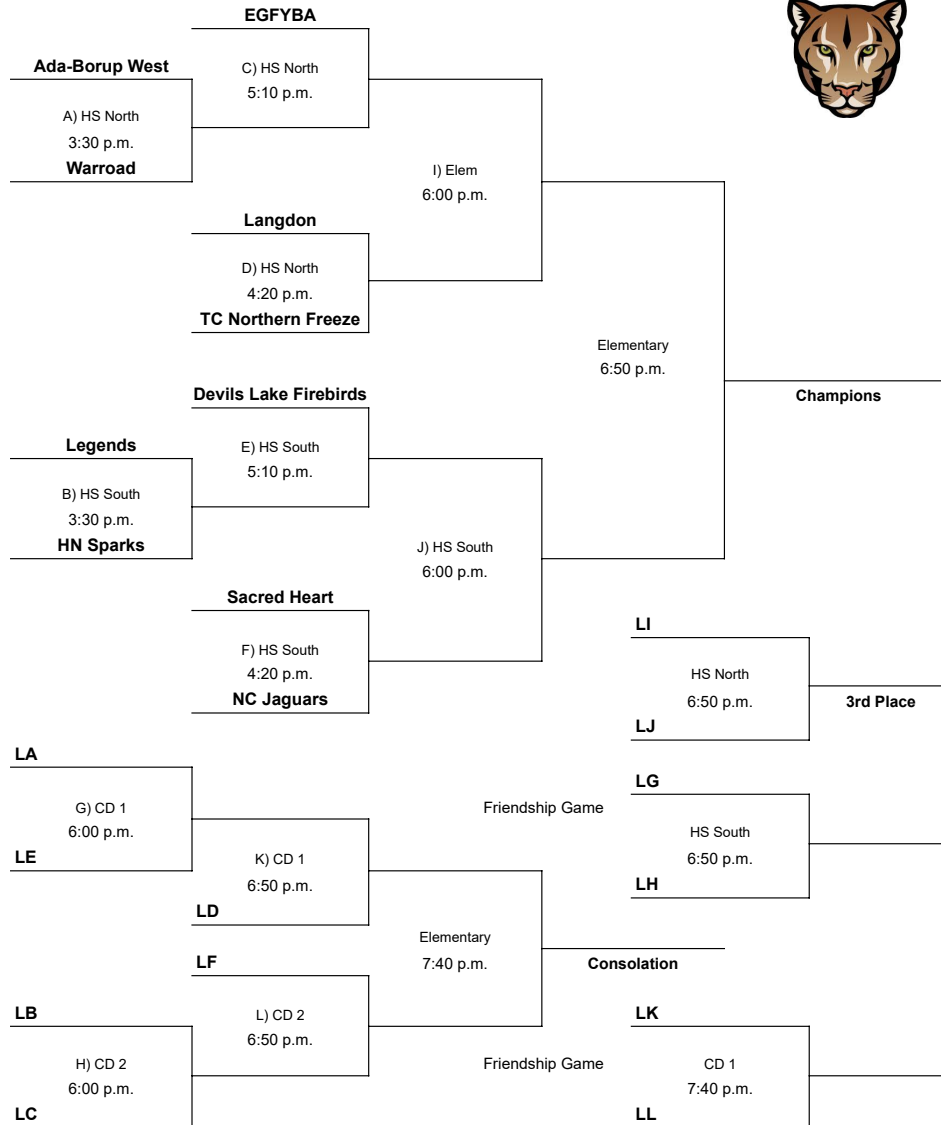 EGFYBA
Ada-Borup West
C) HS North
5:10 p.m.
A) HS North
3:30 p.m.
Warroad
I) Elem
6:00 p.m.
Langdon
D) HS North
4:20 p.m.
TC Northern Freeze
Elementary
6:50 p.m.
Devils Lake Firebirds
Champions
Legends
E) HS South
5:10 p.m.
B) HS South
3:30 p.m.
HN Sparks
J) HS South
6:00 p.m.
Sacred Heart
LI
F) HS South
4:20 p.m.
NC Jaguars
HS North
6:50 p.m.
3rd Place
LJ
LA
LG
G) CD 1
6:00 p.m.
Friendship Game
HS South
6:50 p.m.
LE
K) CD 1
6:50 p.m.
LH
LD
Elementary
7:40 p.m.
Consolation
LF
LB
L) CD 2
6:50 p.m.
LK
H) CD 2
6:00 p.m.
Friendship Game
CD 1
7:40 p.m.
LC
LL